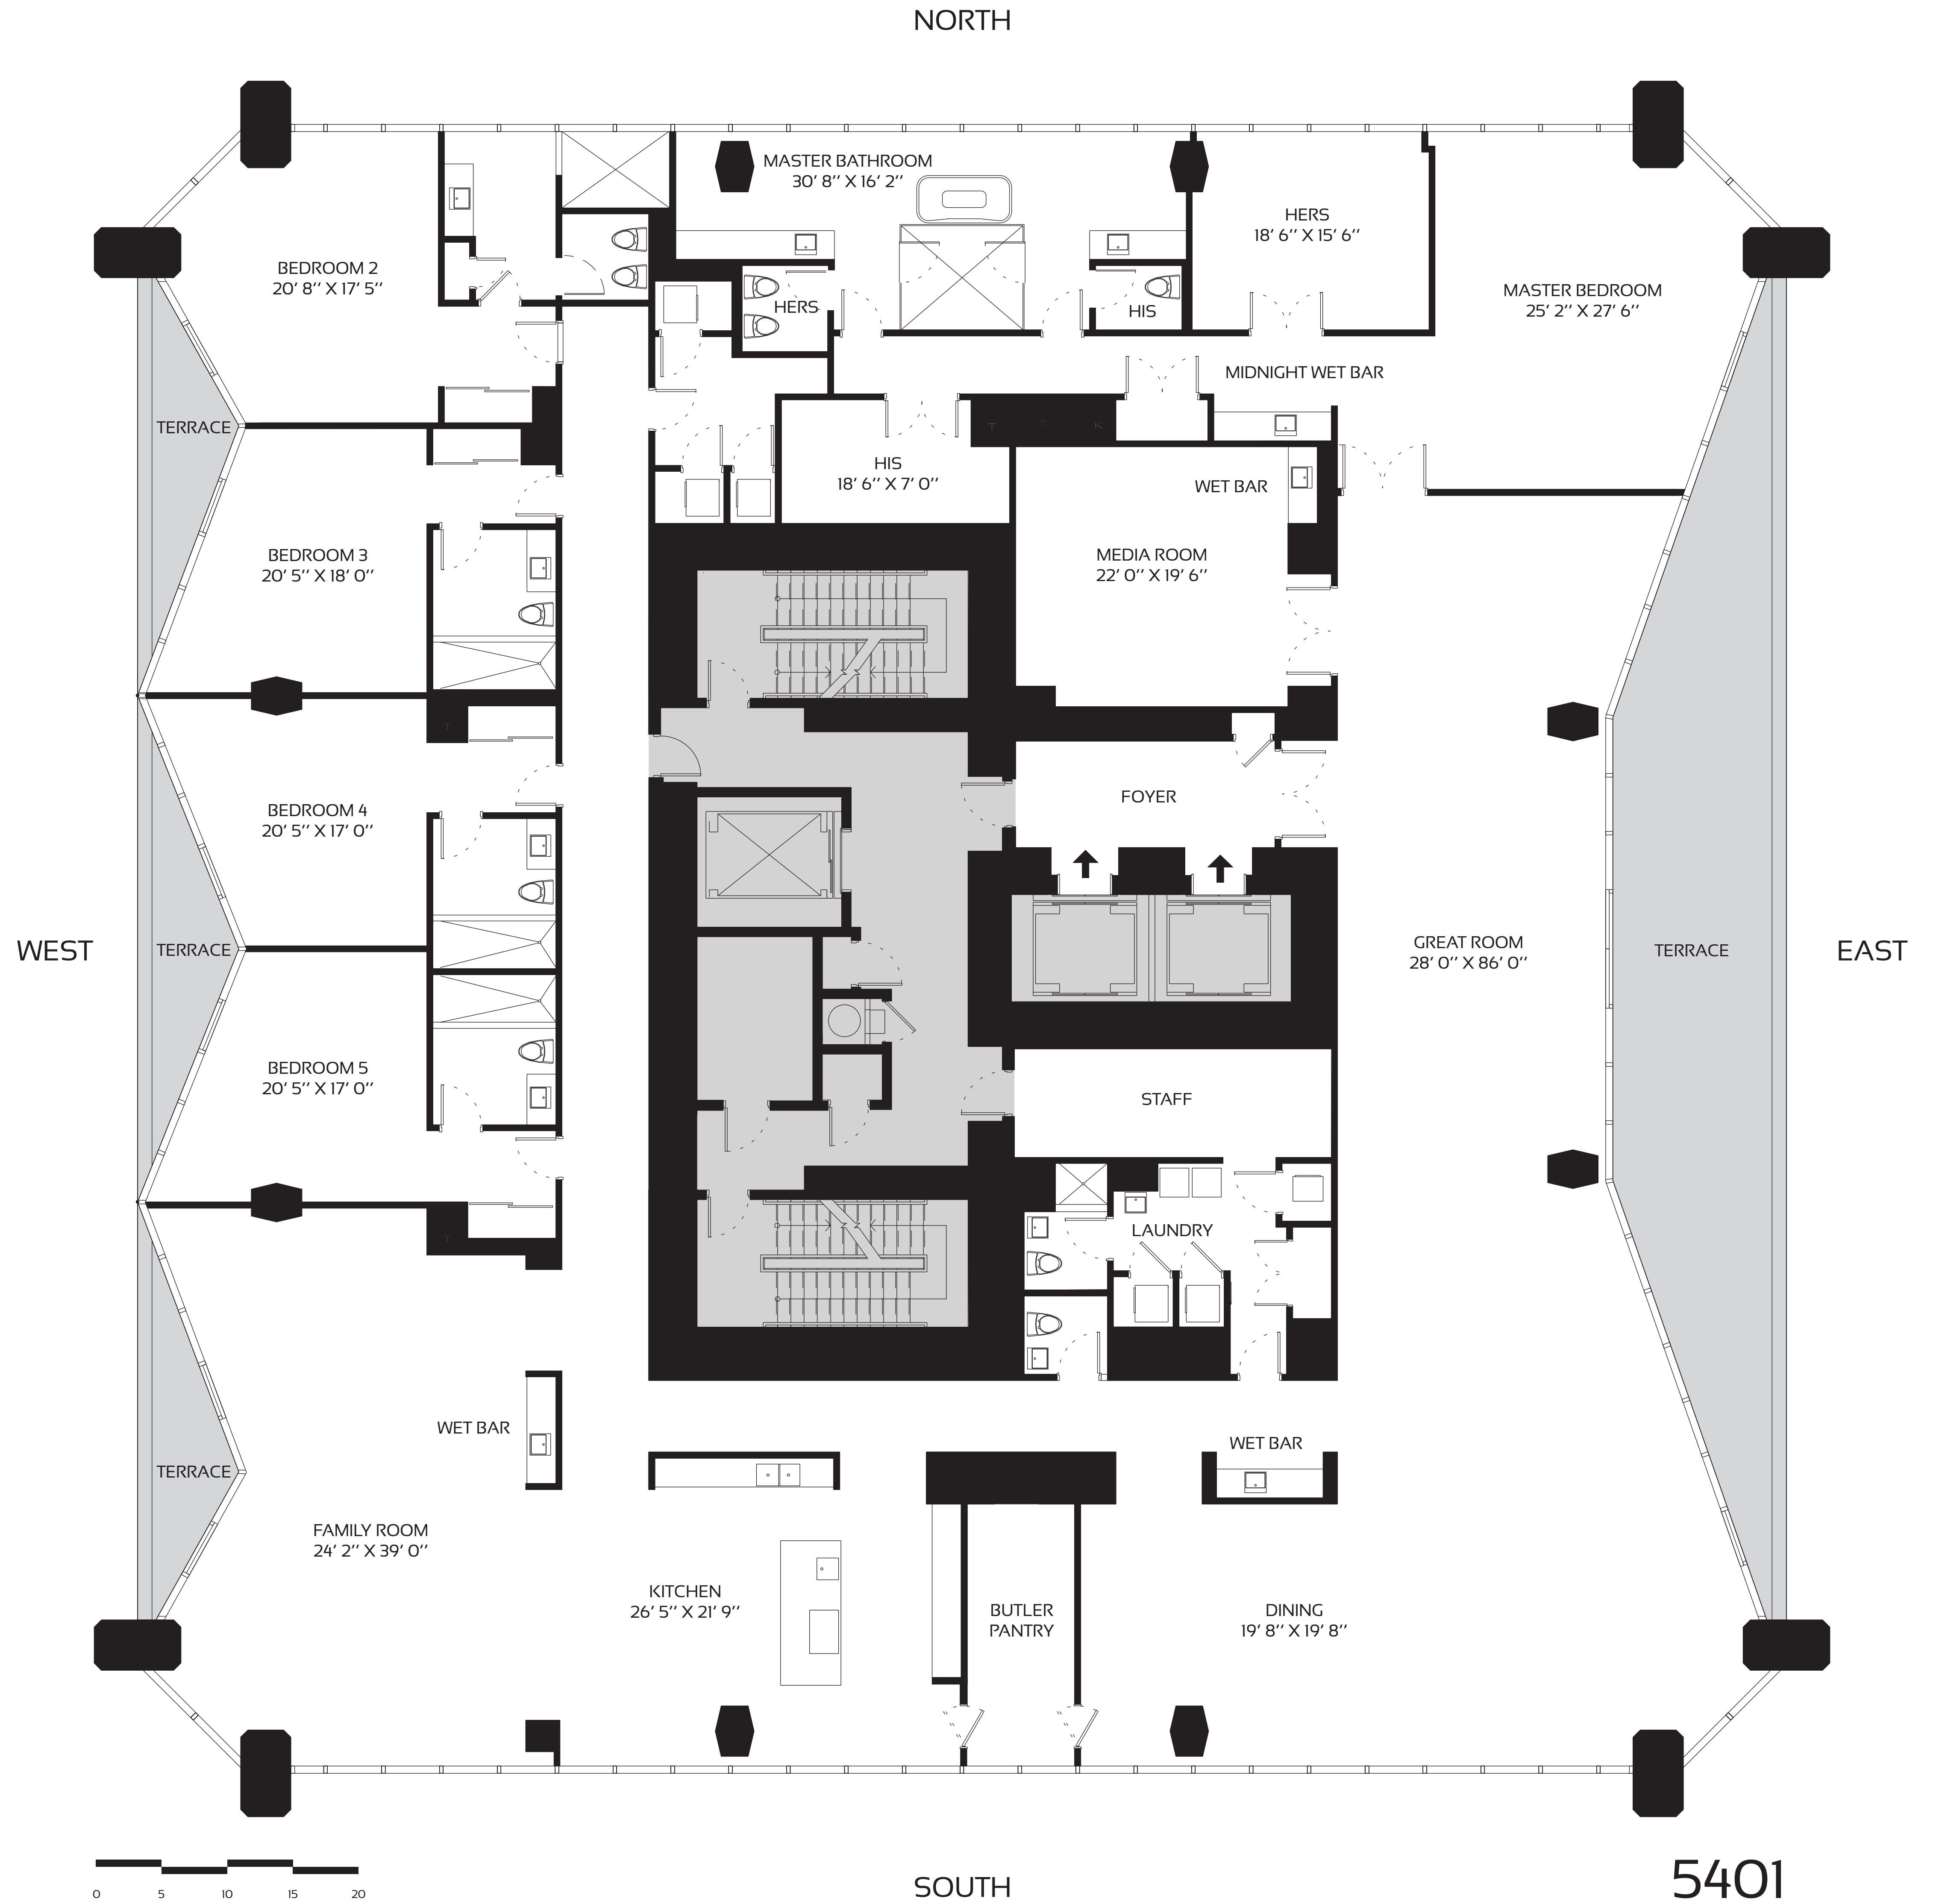 NORTH
MASTER BATHROOM
30’ 8’’ X 16’ 2’’
HERS
18’ 6’’ X 15’ 6’’
BEDROOM 2
20’ 8’’ X 17’ 5’’
MASTER BEDROOM
25’ 2’’ X 27’ 6’’
HERS
HIS
MIDNIGHT WET BAR
TERRACE
HIS
18’ 6’’ X 7’ 0’’
T
T
K
WET BAR
BEDROOM 3
20’ 5’’ X 18’ 0’’
MEDIA ROOM
22’ 0’’ X 19’ 6’’
T
BEDROOM 4
20’ 5’’ X 17’ 0’’
FOYER
WEST
TERRACE
GREAT ROOM
28’ 0’’ X 86’ 0’’
TERRACE
EAST
BEDROOM 5
20’ 5’’ X 17’ 0’’
STAFF
T
LAUNDRY
WET BAR
WET BAR
TERRACE
FAMILY ROOM
24’ 2’’ X 39’ 0’’
KITCHEN
26’ 5’’ X 21’ 9’’
BUTLER
PANTRY
DINING
19’ 8’’ X 19’ 8’’
0 5 10 15 20
SOUTH
5401